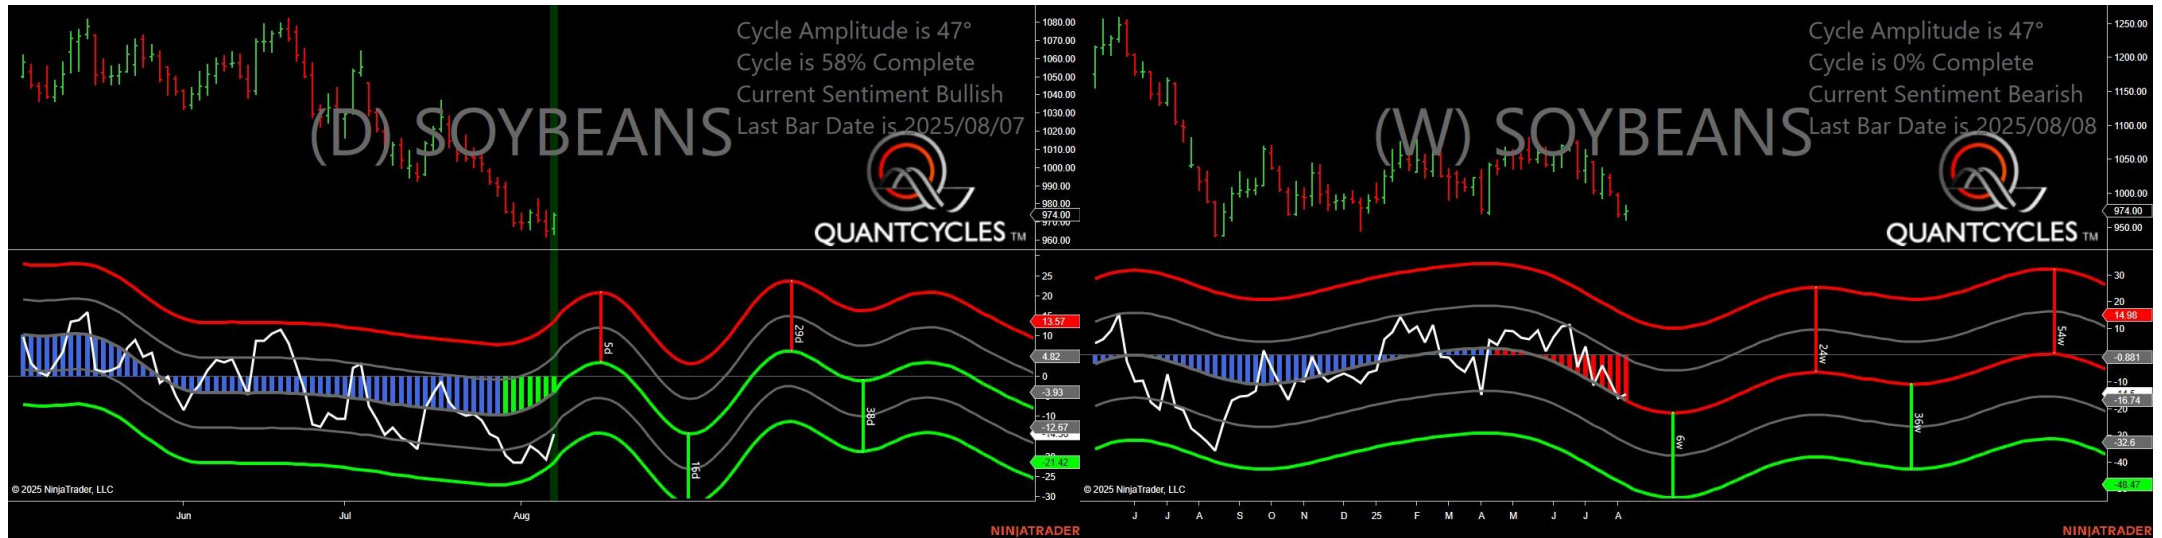 Cycle Amplitude is 47°
Cycle is 58% Complete
Current Sentiment Bullish
Last Bar Date is 2025/08/07
(D) SOYBEANS
QUANTCYCLES TM
1080.00
1070.00
1060.00
1050.00
1040.00
1030.00
1020.00
1010.00
1000.00
990.00
980.00
974.00
960.00
25
20
13.57
10
4.82
0
-3.93
-10
-12.67
-21.42
-25
-30
5d
16d
29d
38d
© 2025 NinjaTrader, LLC
Jun Jul Aug
NINJATRADER
Cycle Amplitude is 47°
Cycle is 0% Complete
Current Sentiment Bearish
Last Bar Date is 2025/08/08
(W) SOYBEANS
QUANTCYCLES TM
1250.00
1200.00
1150.00
1100.00
1050.00
1000.00
974.00
950.00
30
20
14.98
10
-0.881
-10
-16.74
-20
-32.6
-40
-48.47
6w
24w
36w
54w
© 2025 NinjaTrader, LLC
J J A S O N D 25 F M A M J J A
NINJATRADER